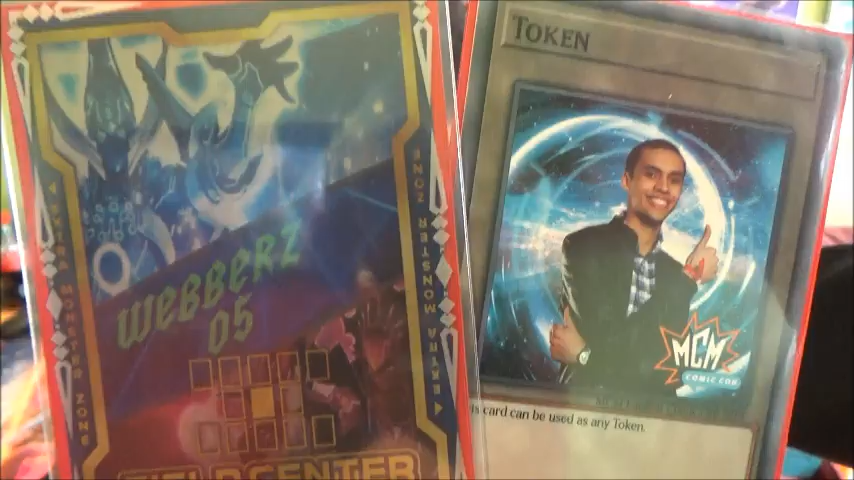 WEBBERZ
05
EXTRA MONSTER ZONE
EXTRA MONSTER ZONE
FIELD CENTER
TOKEN
MCM
COMIC CON
s card can be used as any Token.